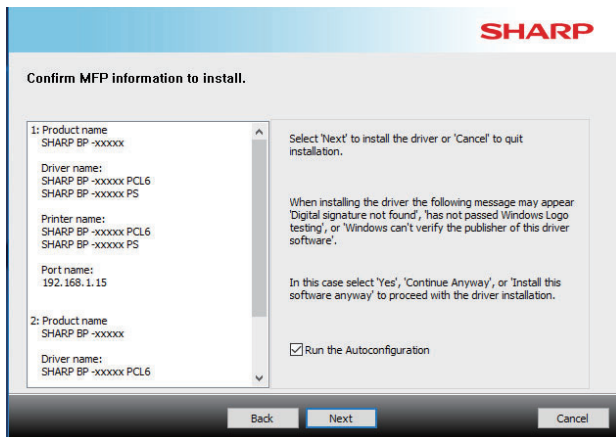 SHARP
Confirm MFP information to install.
1: Product name
SHARP BP -xxxxx
Driver name:
SHARP BP -xxxxx PCL6
SHARP BP -xxxxx PS
Printer name:
SHARP BP -xxxxx PCL6
SHARP BP -xxxxx PS
Port name:
192.168.1.15
2: Product name
SHARP BP -xxxxx
Driver name:
SHARP BP -xxxxx PCL6
Select 'Next' to install the driver or 'Cancel' to quit
installation.
When installing the driver the following message may appear
'Digital signature not found', 'has not passed Windows Logo
testing', or 'Windows can't verify the publisher of this driver
software'.
In this case select 'Yes', 'Continue Anyway', or 'Install this
software anyway' to proceed with the driver installation.
Run the Autoconfiguration
Back
Next
Cancel